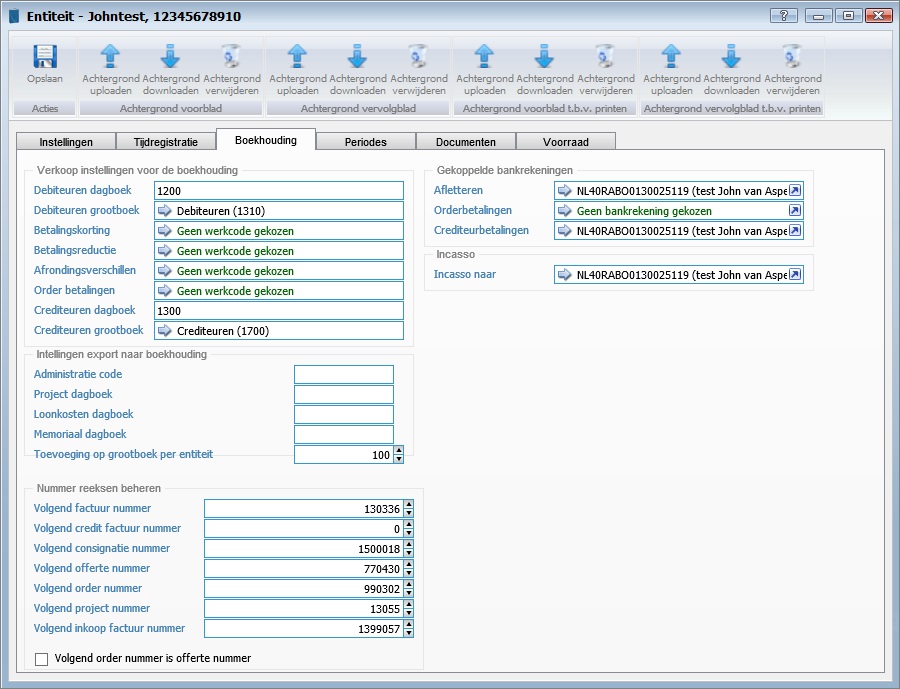 Entiteit - Johntest, 12345678910
?
Opslaan
Achtergrond uploaden
Achtergrond downloaden
Achtergrond verwijderen
Achtergrond uploaden
Achtergrond downloaden
Achtergrond verwijderen
Achtergrond uploaden
Achtergrond downloaden
Achtergrond verwijderen
Achtergrond uploaden
Achtergrond downloaden
Achtergrond verwijderen
Acties
Achtergrond voorblad
Achtergrond vervolgblad
Achtergrond voorblad t.b.v. printen
Achtergrond vervolgblad t.b.v. printen
Instellingen
Tijdregistratie
Boekhouding
Periodes
Documenten
Voorraad
Verkoop instellingen voor de boekhouding
Debiteuren dagboek 1200
Debiteuren grootboek Debiteuren (1310)
Betalingskorting Geen werkcode gekozen
Betalingsreductie Geen werkcode gekozen
Afrondingsverschillen Geen werkcode gekozen
Order betalingen Geen werkcode gekozen
Crediteuren dagboek 1300
Crediteuren grootboek Crediteuren (1700)
Intellingen export naar boekhouding
Administratie code
Project dagboek
Loonkosten dagboek
Memoriaal dagboek
Toevoeging op grootboek per entiteit 100
Nummer reeksen beheren
Volgend factuur nummer 130336
Volgend credit factuur nummer 0
Volgend consignatie nummer 1500018
Volgend offerte nummer 770430
Volgend order nummer 990302
Volgend project nummer 13055
Volgend inkoop factuur nummer 1399057
Volgend order nummer is offerte nummer
Gekoppelde bankrekeningen
Afletteren NL40RABO0130025119 (test John van Aspe
Orderbetalingen Geen bankrekening gekozen
Crediteurbetalingen NL40RABO0130025119 (test John van Aspe
Incasso
Incasso naar NL40RABO0130025119 (test John van Aspe